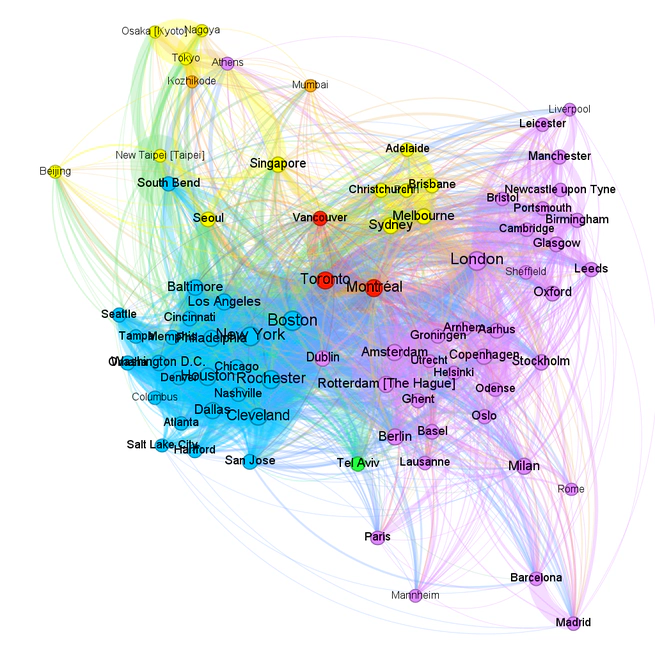 Osaka [Kyoto]
Nagoya
Tokyo
Athens
Kozhikode
Mumbai
Liverpool
Leicester
Adelaide
New Taipei [Taipei]
Manchester
Singapore
Beijing
South Bend
Christchurch
Perth
Brisbane
Newcastle upon Tyne
Bristol
Portsmouth
Seoul
Vancouver
Melbourne
Sydney
Birmingham
Cambridge
Glasgow
London
Sheffield
Leeds
Toronto
Montréal
Baltimore
Oxford
Los Angeles
Seattle
Cincinnati
Boston
Tampa
Memphis
Philadelphia
New York
Arnhem
Aarhus
Groningen
Dublin
Amsterdam
Utrecht
Copenhagen
Stockholm
Omaha
Washington D.C.
Chicago
Helsinki
Denver
Houston
Rochester
Rotterdam [The Hague]
Odense
Columbus
Nashville
Ghent
Dallas
Cleveland
Oslo
Atlanta
Basel
Berlin
Salt Lake City
Hartford
San Jose
Tel Aviv
Lausanne
Milan
Rome
Paris
Barcelona
Mannheim
Madrid